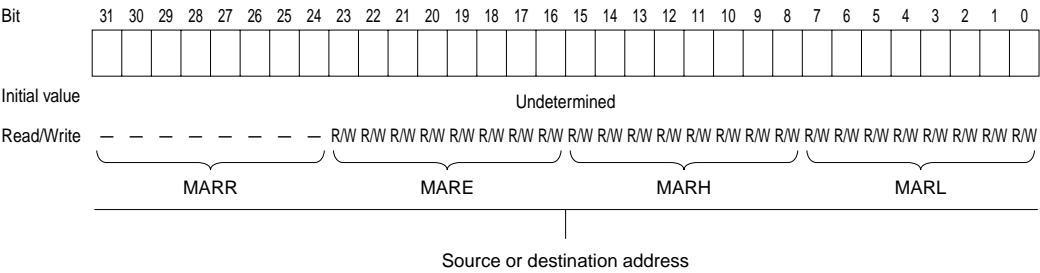 Bit 31 30 29 28 27 26 25 24 23 22 21 20 19 18 17 16 15 14 13 12 11 10 9 8 7 6 5 4 3 2 1 0
Initial value Undetermined
Read/Write — — — — — — — — R/W R/W R/W R/W R/W R/W R/W R/W R/W R/W R/W R/W R/W R/W R/W R/W R/W R/W R/W R/W R/W R/W R/W R/W
MARR MARE MARH MARL
Source or destination address